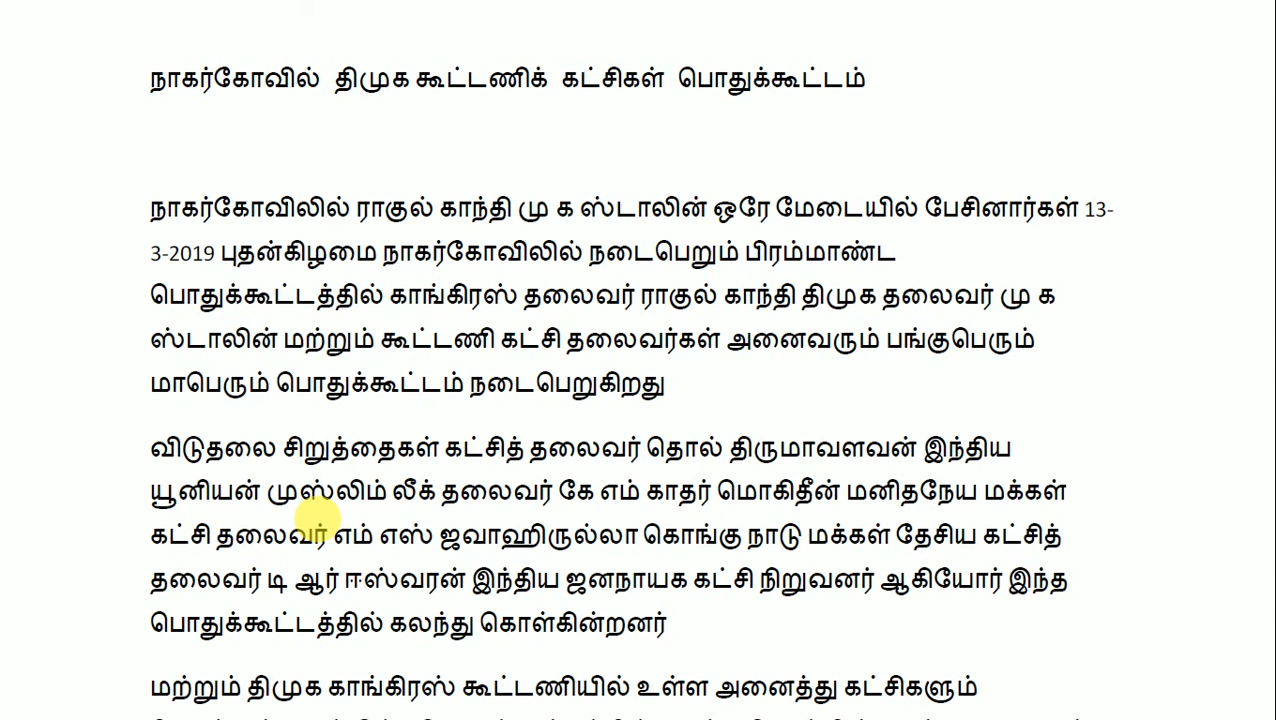 நாகர்கோவில் திமுக கூட்டணிக் கட்சிகள் பொதுக்கூட்டம்
நாகர்கோவிலில் ராகுல் காந்தி மு க ஸ்டாலின் ஒரே மேடையில் பேசினார்கள் 13-
3-2019 புதன்கிழமை நாகர்கோவிலில் நடைபெறும் பிரம்மாண்ட
பொதுக்கூட்டத்தில் காங்கிரஸ் தலைவர் ராகுல் காந்தி திமுக தலைவர் மு க
ஸ்டாலின் மற்றும் கூட்டணி கட்சி தலைவர்கள் அனைவரும் பங்குபெரும்
மாபெரும் பொதுக்கூட்டம் நடைபெறுகிறது
விடுதலை சிறுத்தைகள் கட்சித் தலைவர் தொல் திருமாவளவன் இந்திய
யூனியன் முஸ்லிம் லீக் தலைவர் கே எம் காதர் மொகிதீன் மனிதநேய மக்கள்
கட்சி தலைவர் எம் எஸ் ஜவாஹிருல்லா கொங்கு நாடு மக்கள் தேசிய கட்சித்
தலைவர் டி ஆர் ஈஸ்வரன் இந்திய ஜனநாயக கட்சி நிறுவனர் ஆகியோர் இந்த
பொதுக்கூட்டத்தில் கலந்து கொள்கின்றனர்
மற்றும் திமுக காங்கிரஸ் கூட்டணியில் உள்ள அனைத்து கட்சிகளும்